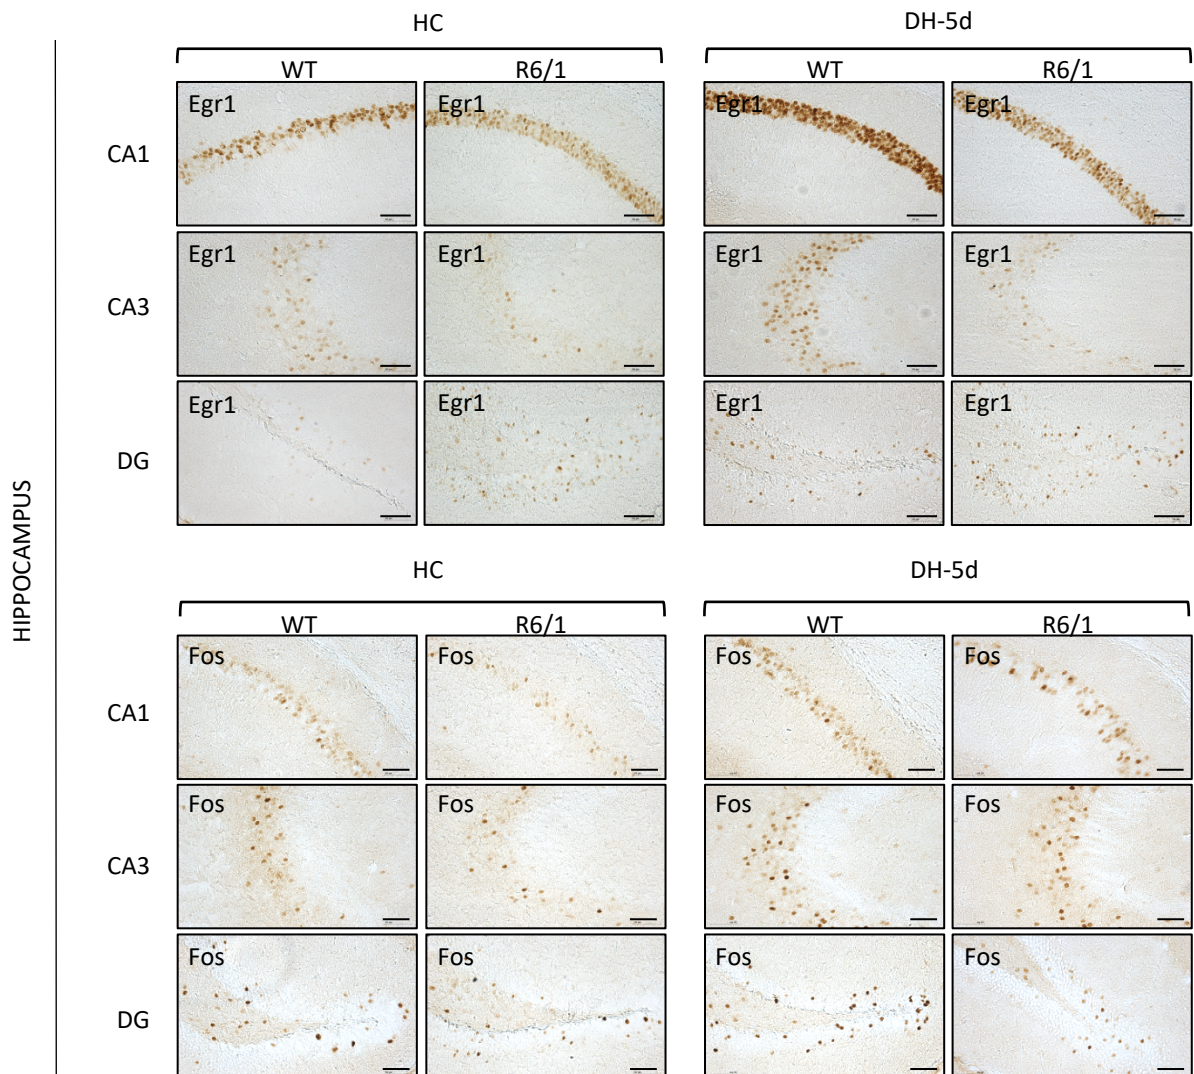 HIPPOCAMPUS
HC DH-5d
WT R6/1 WT R6/1
CA1 Egr1 Egr1 Egr1 Egr1
CA3 Egr1 Egr1 Egr1 Egr1
DG Egr1 Egr1 Egr1 Egr1
HC DH-5d
WT R6/1 WT R6/1
CA1 Fos Fos Fos Fos
CA3 Fos Fos Fos Fos
DG Fos Fos Fos Fos